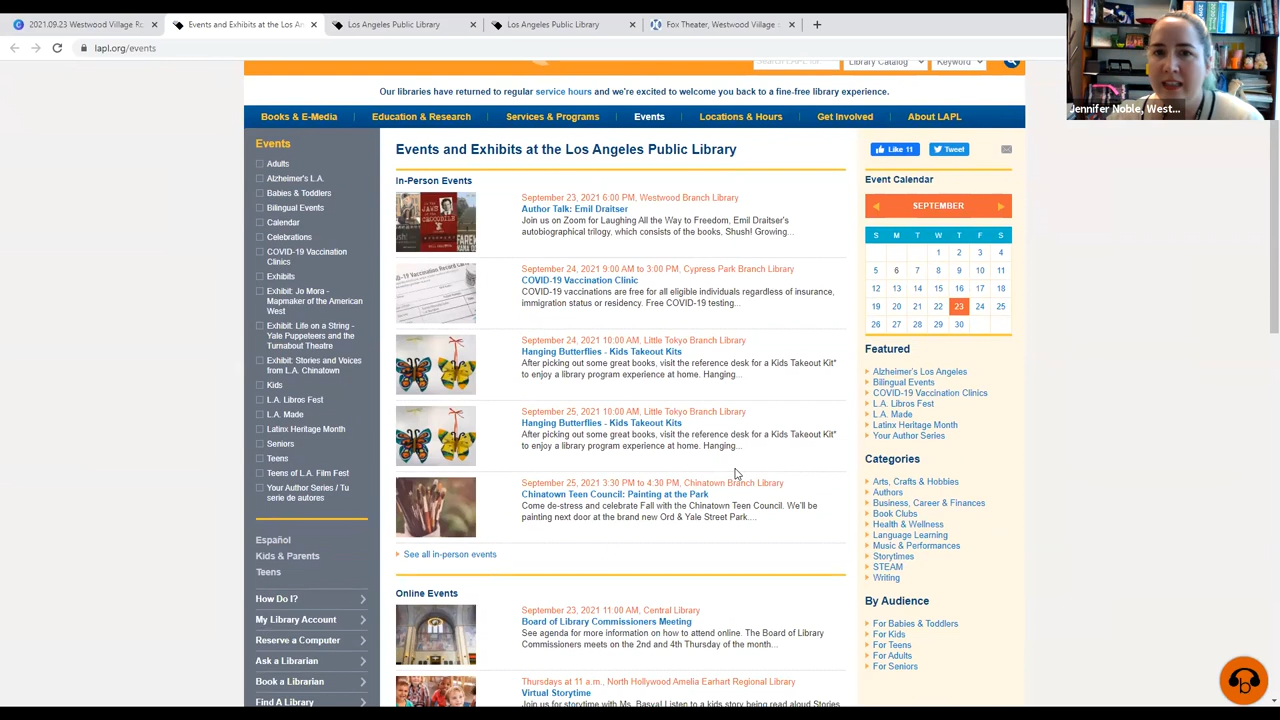 2021.09.23 Westwood Village Ro
Events and Exhibits at the Los An
Los Angeles Public Library
Los Angeles Public Library
Fox Theater, Westwood Village
lapl.org/events
Search LAPL for:
Library Catalog
Keyword
Our libraries have returned to regular service hours and we're excited to welcome you back to a fine-free library experience.
Books & E-Media
Education & Research
Services & Programs
Events
Locations & Hours
Get Involved
About LAPL
Jennifer Noble, West...
Events
Adults
Alzheimer's L.A.
Babies & Toddlers
Bilingual Events
Calendar
Celebrations
COVID-19 Vaccination
Clinics
Exhibits
Exhibit: Jo Mora -
Mapmaker of the American
West
Exhibit: Life on a String -
Yale Puppeteers and the
Turnabout Theatre
Exhibit: Stories and Voices
from L.A. Chinatown
Kids
L.A. Libros Fest
L.A. Made
Latinx Heritage Month
Seniors
Teens
Teens of L.A. Film Fest
Your Author Series / Tu
serie de autores
Español
Kids & Parents
Teens
How Do I?
My Library Account
Reserve a Computer
Ask a Librarian
Book a Librarian
Find A Library
Events and Exhibits at the Los Angeles Public Library
In-Person Events
September 23, 2021 6:00 PM, Westwood Branch Library
Author Talk: Emil Draitser
Join us on Zoom for Laughing All the Way to Freedom, Emil Draitser's
autobiographical trilogy, which consists of the books, Shush! Growing...
September 24, 2021 9:00 AM to 3:00 PM, Cypress Park Branch Library
COVID-19 Vaccination Clinic
COVID-19 vaccinations are free for all eligible individuals regardless of insurance,
immigration status or residency. Free COVID-19 testing...
September 24, 2021 10:00 AM, Little Tokyo Branch Library
Hanging Butterflies - Kids Takeout Kits
After picking out some great books, visit the reference desk for a Kids Takeout Kit*
to enjoy a library program experience at home. Hanging...
September 25, 2021 10:00 AM, Little Tokyo Branch Library
Hanging Butterflies - Kids Takeout Kits
After picking out some great books, visit the reference desk for a Kids Takeout Kit*
to enjoy a library program experience at home. Hanging...
September 25, 2021 3:30 PM to 4:30 PM, Chinatown Branch Library
Chinatown Teen Council: Painting at the Park
Come de-stress and celebrate Fall with the Chinatown Teen Council. We'll be
painting next door at the brand new Ord & Yale Street Park....
See all in-person events
Online Events
September 23, 2021 11:00 AM, Central Library
Board of Library Commissioners Meeting
See agenda for more information on how to attend online. The Board of Library
Commissioners meets on the 2nd and 4th Thursday of the month...
Thursdays at 11 a.m., North Hollywood Amelia Earhart Regional Library
Virtual Storytime
Join us for storytime with Ms. Basya! Listen to a kids story being read aloud Stories
Like 11
Tweet
Event Calendar
SEPTEMBER
S M T W T F S
1 2 3 4
5 6 7 8 9 10 11
12 13 14 15 16 17 18
19 20 21 22 23 24 25
26 27 28 29 30
Featured
Alzheimer's Los Angeles
Bilingual Events
COVID-19 Vaccination Clinics
L.A. Libros Fest
L.A. Made
Latinx Heritage Month
Your Author Series
Categories
Arts, Crafts & Hobbies
Authors
Business, Career & Finances
Book Clubs
Health & Wellness
Language Learning
Music & Performances
Storytimes
STEAM
Writing
By Audience
For Babies & Toddlers
For Kids
For Teens
For Adults
For Seniors